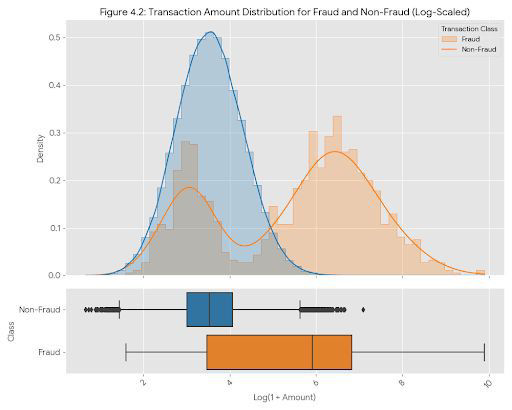 Figure 4.2: Transaction Amount Distribution for Fraud and Non-Fraud (Log-Scaled)
Transaction Class
Fraud
Non-Fraud
0.5
0.4
0.3
0.2
0.1
0.0
Density
Non-Fraud
Fraud
Class
2
4
6
8
10
Log(1 + Amount)